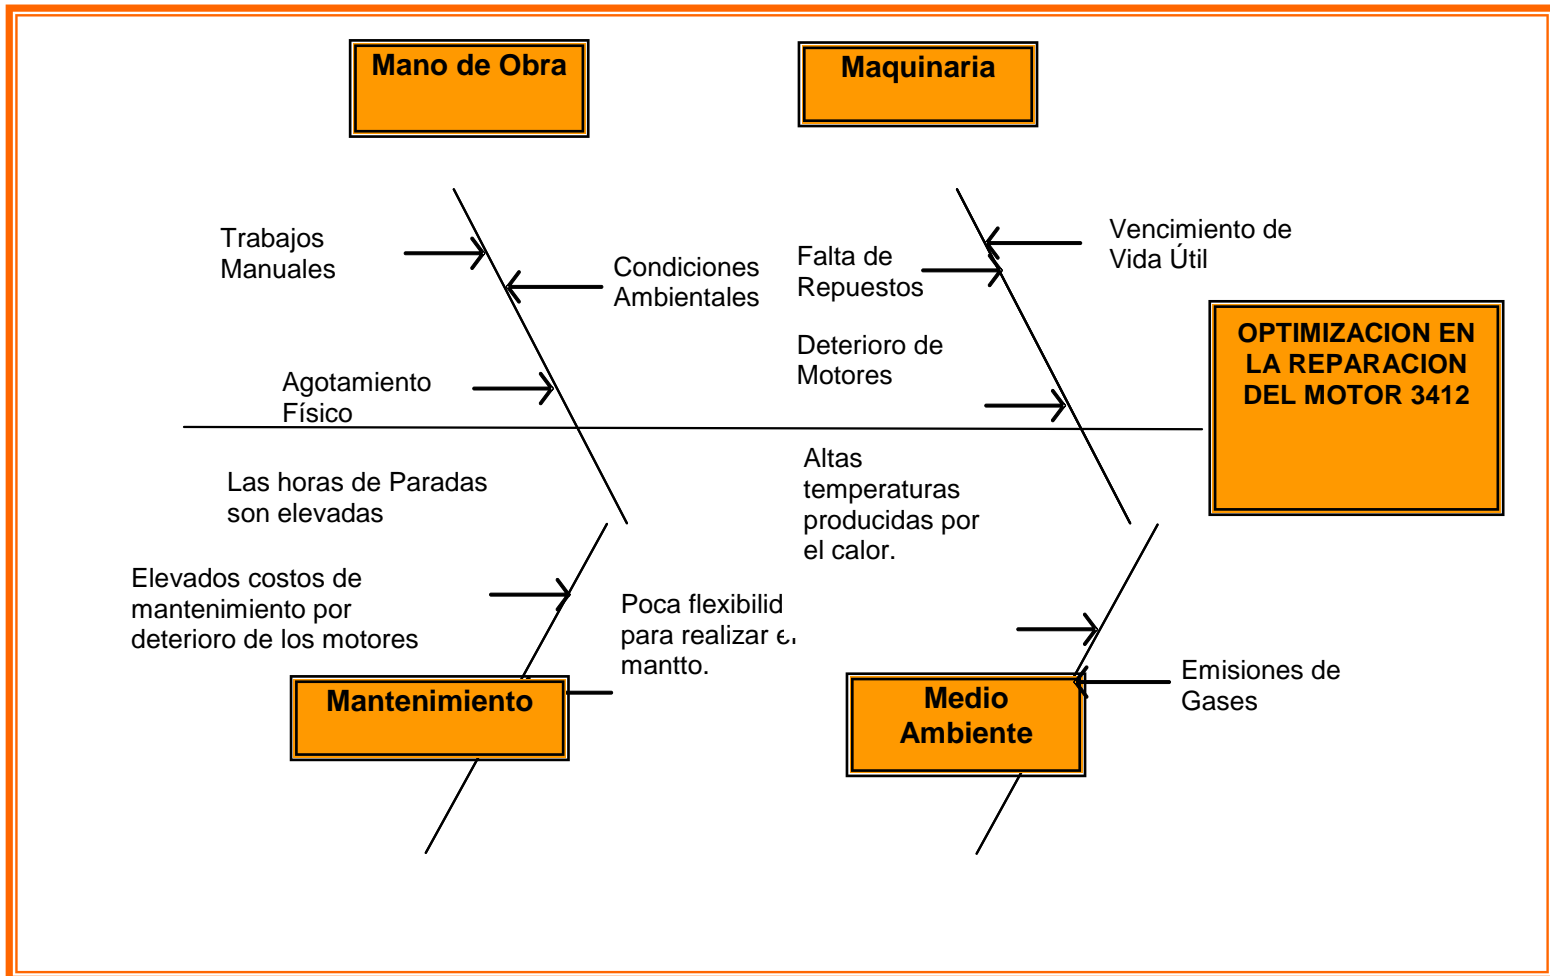 Mano de Obra
Maquinaria
Trabajos
Manuales
Condiciones
Ambientales
Falta de
Repuestos
Vencimiento de
Vida Útil
Agotamiento
Físico
Deterioro de
Motores
OPTIMIZACION EN
LA REPARACION
DEL MOTOR 3412
Las horas de Paradas
son elevadas
Altas
temperaturas
producidas por
el calor.
Elevados costos de
mantenimiento por
deterioro de los motores
Poca flexibilid
para realizar
mantto.
Emisiones de
Gases
Mantenimiento
Medio
Ambiente